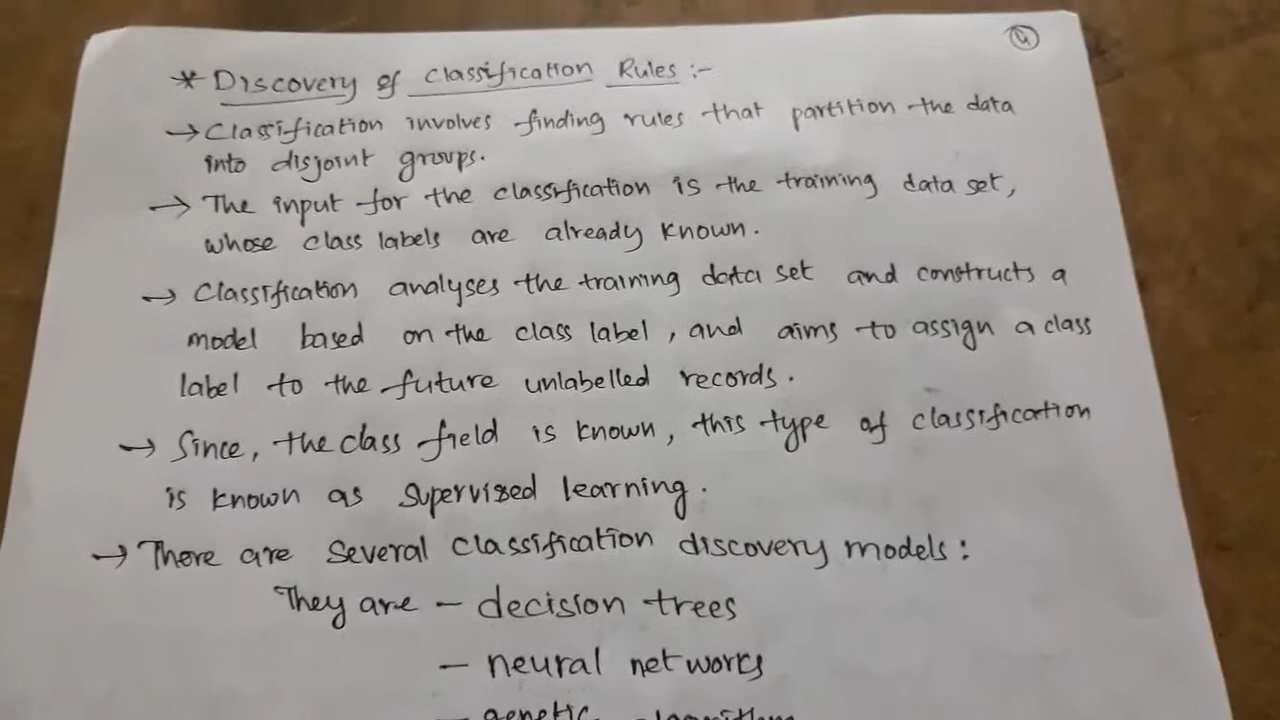 4
* Discovery of classification Rules :-
→ Classification involves finding rules that partition the data
into disjoint groups.
→ The input for the classification is the training data set,
whose class labels are already known.
→ Classification analyses the training data set and constructs a
model based on the class label, and aims to assign a class
label to the future unlabelled records.
→ Since, the class field is known, this type of classification
is known as supervised learning.
→ There are several classification discovery models:
They are - decision trees
- neural networks
- genetic algorithms